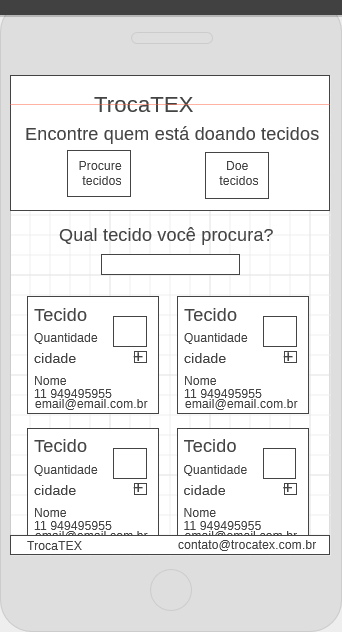 TrocaTEX
Encontre quem está doando tecidos
Procure tecidos
Doe tecidos
Qual tecido você procura?
Tecido
Quantidade
cidade
+
Nome
11 949495955
email@email.com.br
Tecido
Quantidade
cidade
+
Nome
11 949495955
email@email.com.br
Tecido
Quantidade
cidade
+
Nome
11 949495955
email@email.com.br
Tecido
Quantidade
cidade
+
Nome
11 949495955
email@email.com.br
TrocaTEX
contato@trocatex.com.br